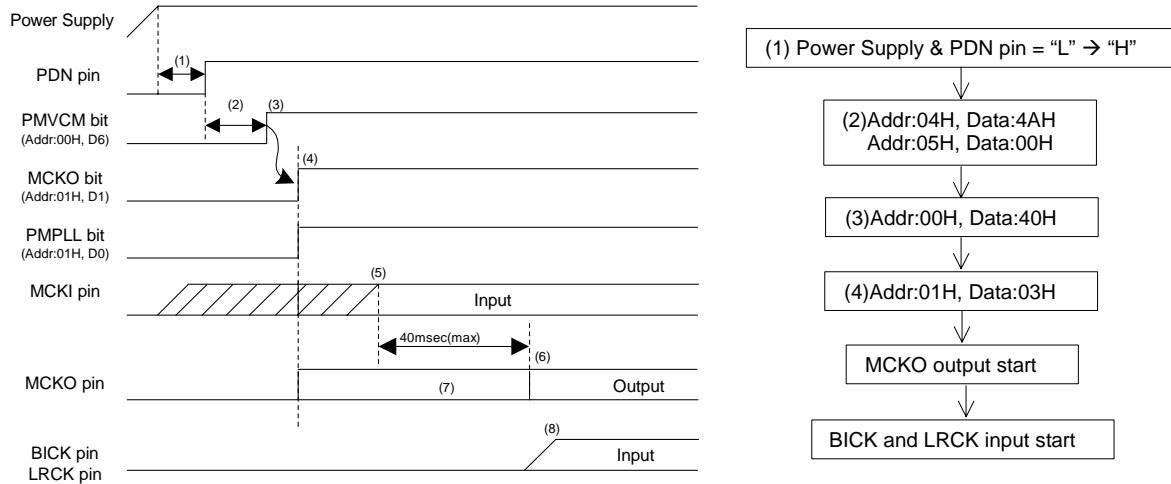 Power Supply
(1)
PDN pin
(2)
(3)
PMVCM bit
(Addr:00H, D6)
(4)
MCKO bit
(Addr:01H, D1)
PMPLL bit
(Addr:01H, D0)
(5)
MCKI pin
Input
40msec(max)
(6)
MCKO pin
(7)
Output
(8)
BICK pin
LRCK pin
Input
(1) Power Supply & PDN pin = “L” → “H”
(2)Addr:04H, Data:4AH
Addr:05H, Data:00H
(3)Addr:00H, Data:40H
(4)Addr:01H, Data:03H
MCKO output start
BICK and LRCK input start